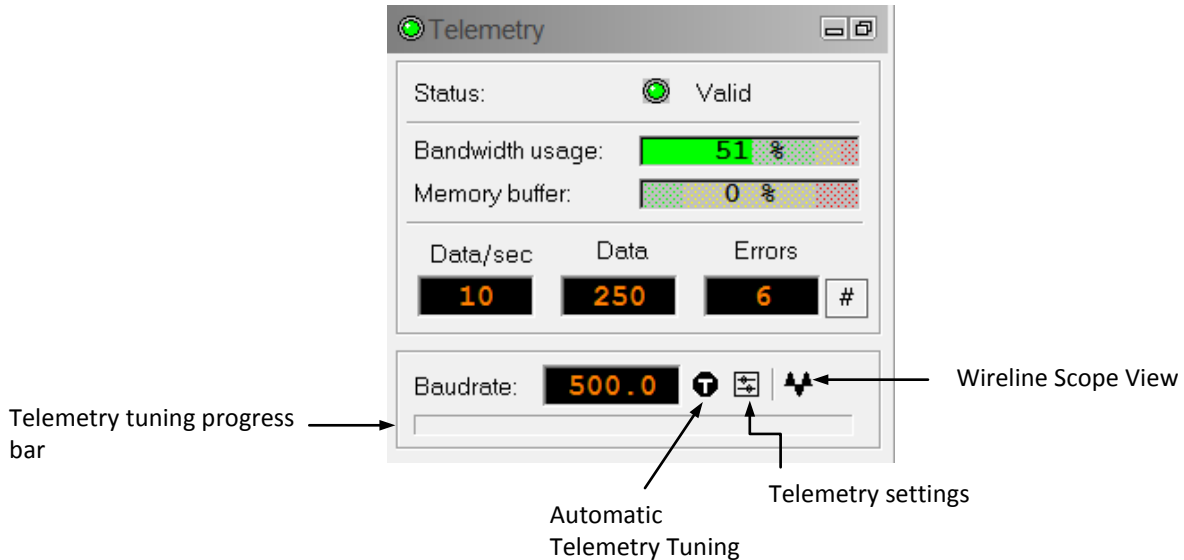 Telemetry
Status: Valid
Bandwidth usage: 51 %
Memory buffer: 0 %
Data/sec Data Errors
10 250 6 #
Baudrate: 500.0 T
Wireline Scope View
Telemetry tuning progress
bar
Telemetry settings
Automatic
Telemetry Tuning